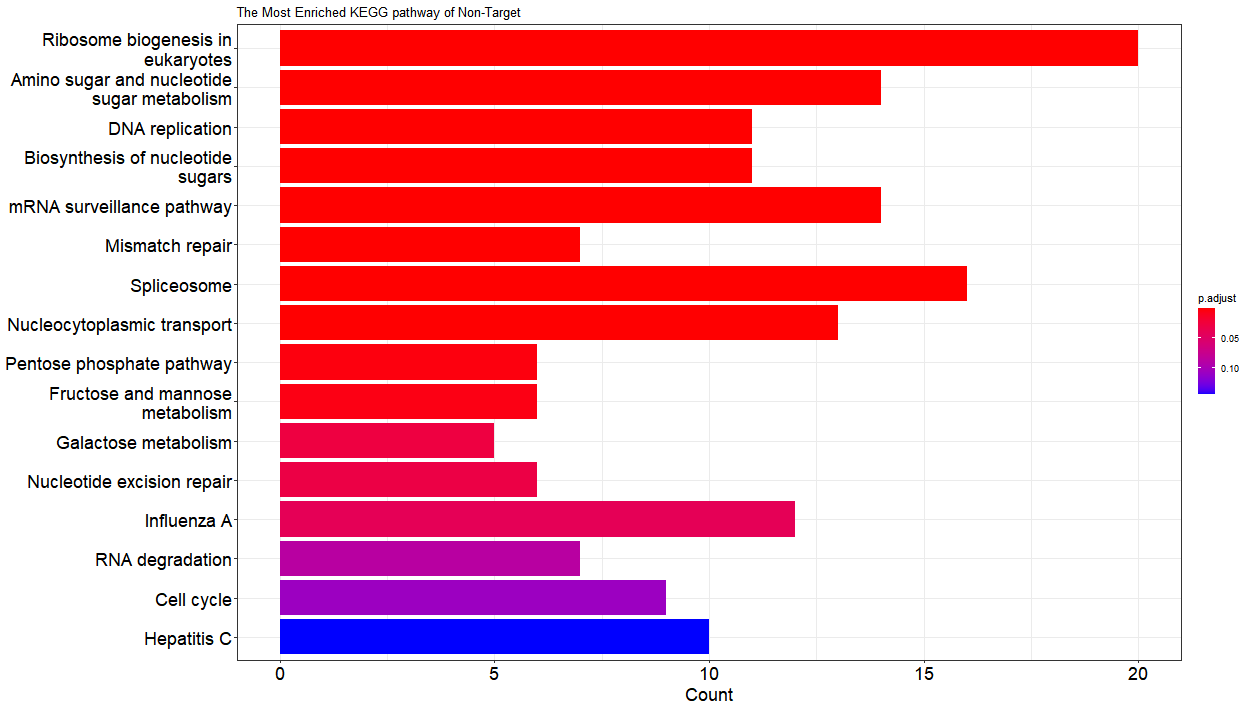 The Most Enriched KEGG pathway of Non-Target
Ribosome biogenesis in
eukaryotes
Amino sugar and nucleotide
sugar metabolism
DNA replication
Biosynthesis of nucleotide
sugars
mRNA surveillance pathway
Mismatch repair
Spliceosome
Nucleocytoplasmic transport
Pentose phosphate pathway
Fructose and mannose
metabolism
Galactose metabolism
Nucleotide excision repair
Influenza A
RNA degradation
Cell cycle
Hepatitis C
0 5 10 15 20
Count
p.adjust
0.05
0.10